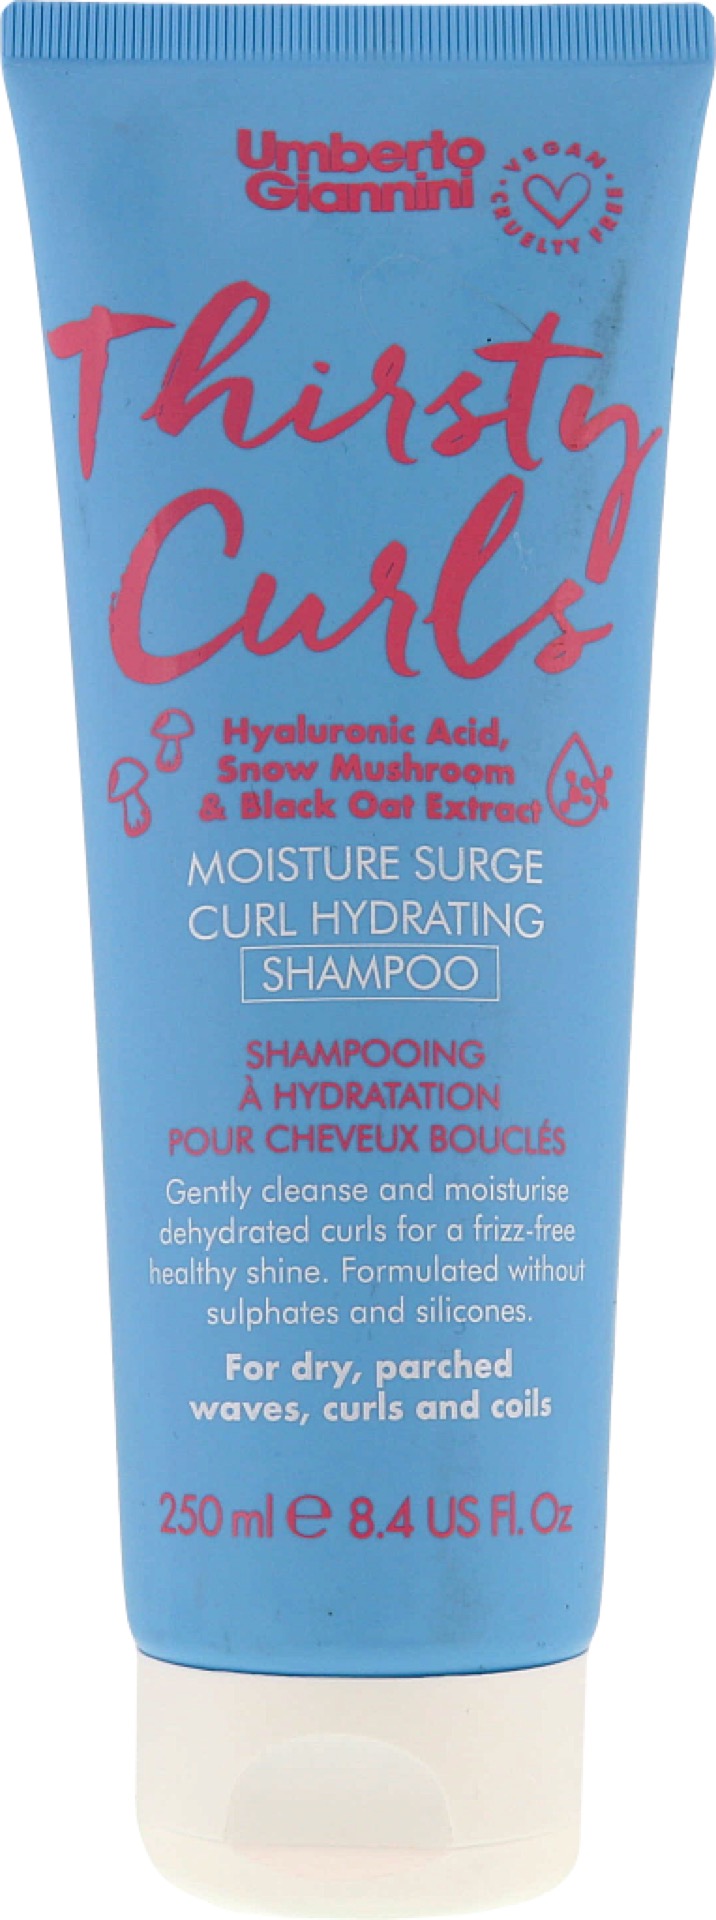 Umberto
Giannini
VEGAN
CRUELTY FREE
Thirsty
Curls
Hyaluronic Acid,
Snow Mushroom
& Black Oat Extract
MOISTURE SURGE
CURL HYDRATING
SHAMPOO
SHAMPOOING
À HYDRATATION
POUR CHEVEUX BOUCLÉS
Gently cleanse and moisturise
dehydrated curls for a frizz-free
healthy shine. Formulated without
sulphates and silicones.
For dry, parched
waves, curls and coils
250 ml e 8.4 US Fl. Oz